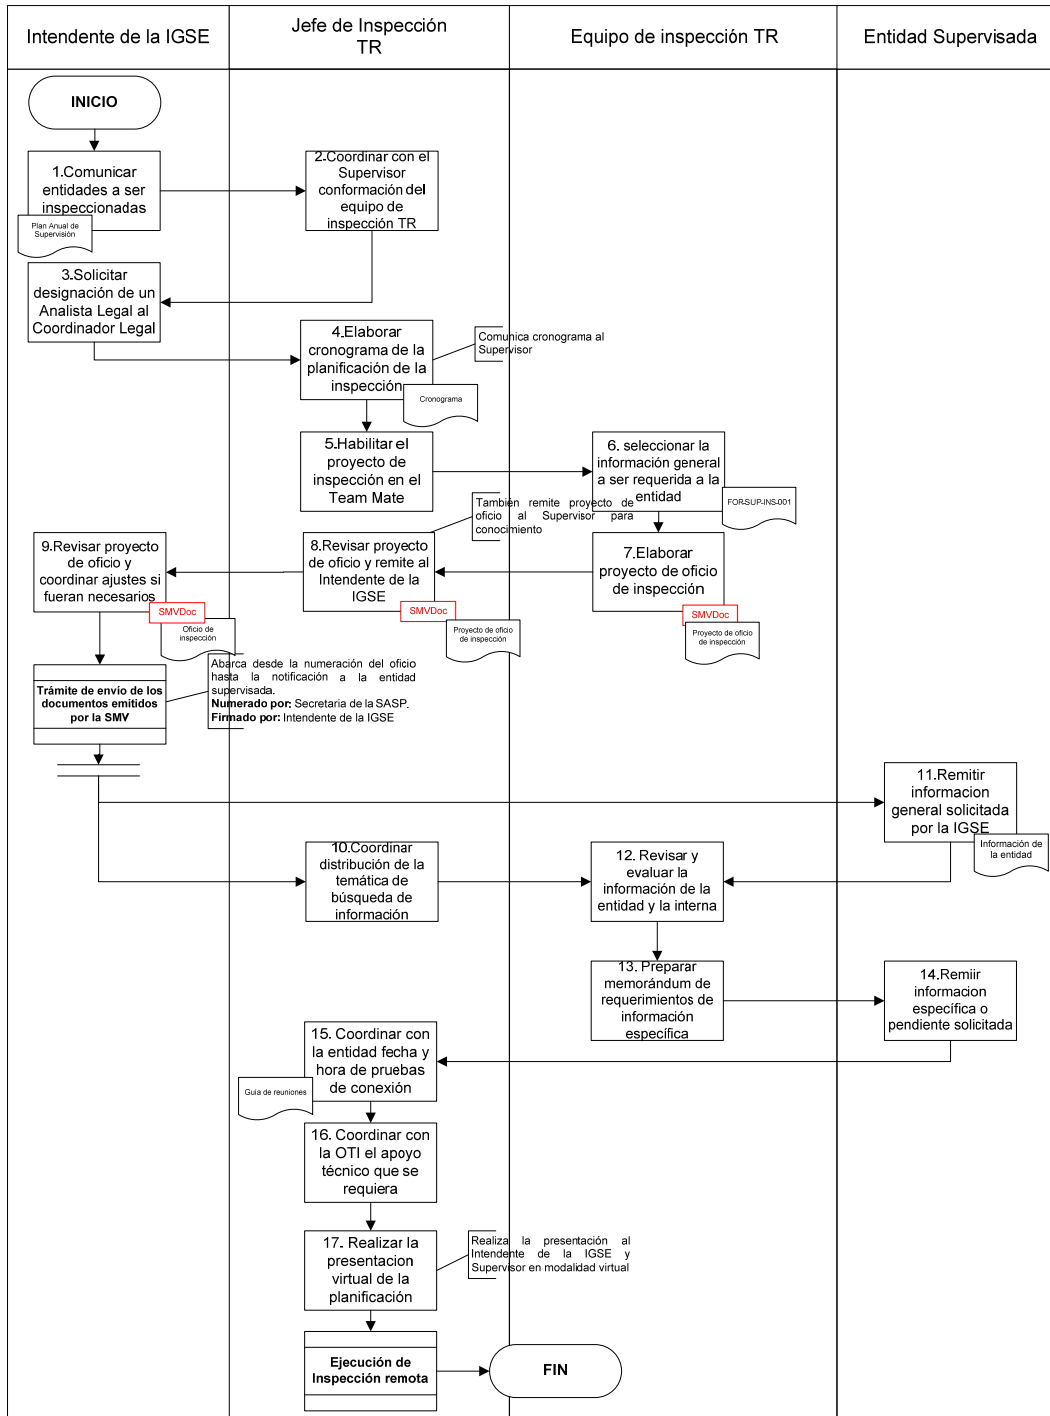 Intendente de la IGSE
Jefe de Inspección
TR
Equipo de inspección TR
Entidad Supervisada
INICIO
1.Comunicar
entidades a ser
inspeccionadas
Plan Anual de
Supervisión
2.Coordinar con el
Supervisor
conformación del
equipo de
inspección TR
3.Solicitar
designación de un
Analista Legal al
Coordinador Legal
4.Elaborar
cronograma de la
planificación de la
inspección
Cronograma
Comunica cronograma al
Supervisor
5.Habilitar el
proyecto de
inspección en el
Team Mate
6. seleccionar la
información general
a ser requerida a la
entidad
FOR-SUP-INS-001
También remite proyecto de
oficio al Supervisor para
conocimiento
7.Elaborar
proyecto de oficio
de inspección
SMVDoc
Proyecto de oficio
de inspección
8.Revisar proyecto
de oficio y remite al
Intendente de la
IGSE
SMVDoc
Proyecto de oficio
de inspección
9.Revisar proyecto
de oficio y
coordinar ajustes si
fueran necesarios
SMVDoc
Oficio de
inspección
Trámite de envío de los
documentos emitidos
por la SMV
Abarca desde la numeración del oficio
hasta la notificación a la entidad
supervisada.
Numerado por: Secretaria de la SASP.
Firmado por: Intendente de la IGSE
11.Remitir
informacion
general solicitada
por la IGSE
Información de
la entidad
10.Coordinar
distribución de la
temática de
búsqueda de
información
12. Revisar y
evaluar la
información de la
entidad y la interna
13. Preparar
memorándum de
requerimientos de
información
específica
14.Remiir
informacion
específica o
pendiente solicitada
15. Coordinar con
la entidad fecha y
hora de pruebas
de conexión
Guía de reuniones
16. Coordinar con
la OTI el apoyo
técnico que se
requiera
17. Realizar la
presentacion
virtual de la
planificación
Realiza la presentación al
Intendente de la IGSE y
Supervisor en modalidad virtual
Ejecución de
Inspección remota
FIN